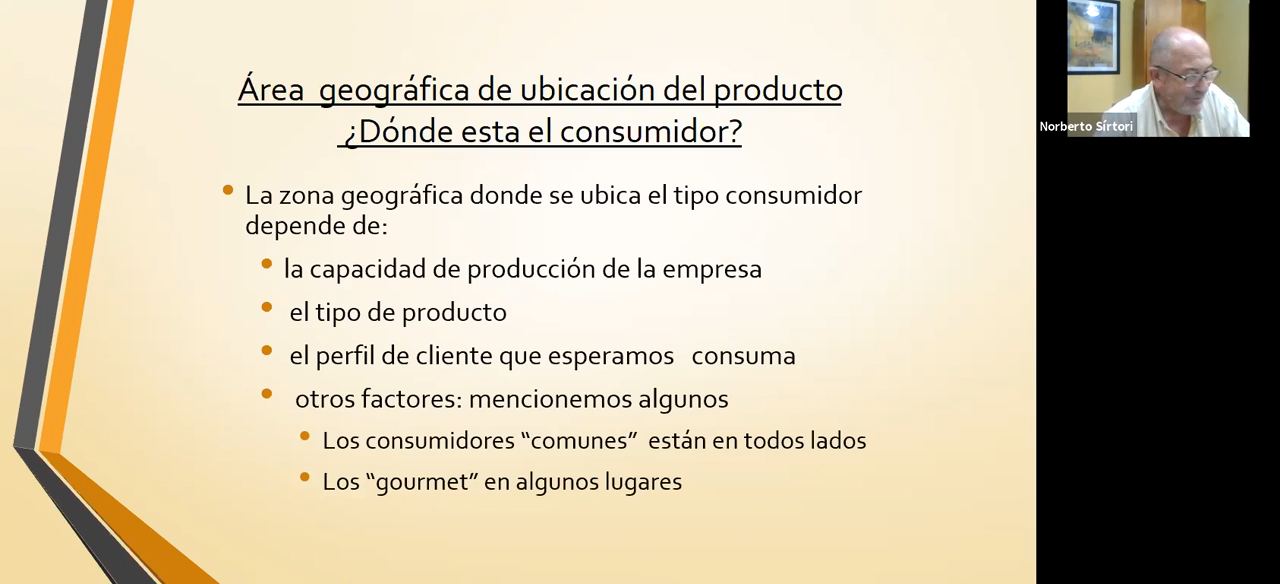 Área geográfica de ubicación del producto
¿Dónde esta el consumidor?
La zona geográfica donde se ubica el tipo consumidor
depende de:
la capacidad de producción de la empresa
el tipo de producto
el perfil de cliente que esperamos consuma
otros factores: mencionemos algunos
Los consumidores “comunes” están en todos lados
Los “gourmet” en algunos lugares
Norberto Sírtori